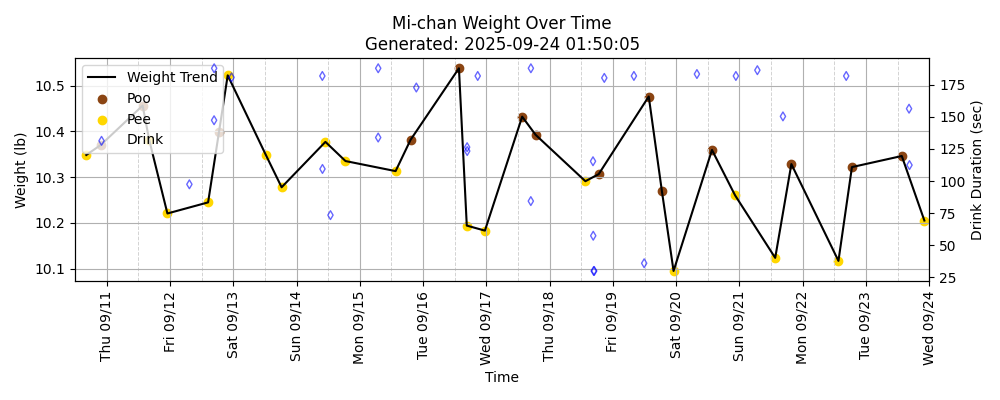 Mi-chan Weight Over Time
Generated: 2025-09-24 01:50:05
Weight Trend
Poo
Pee
Drink
Weight (lb)
10.5
10.4
10.3
10.2
10.1
Drink Duration (sec)
175
150
125
100
75
50
25
Thu 09/11
Fri 09/12
Sat 09/13
Sun 09/14
Mon 09/15
Tue 09/16
Wed 09/17
Thu 09/18
Fri 09/19
Sat 09/20
Sun 09/21
Mon 09/22
Tue 09/23
Wed 09/24
Time